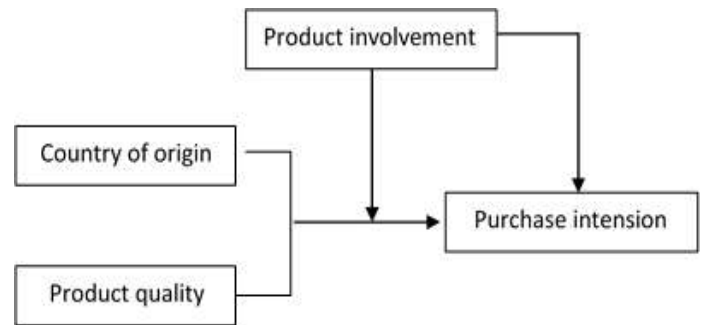 Product involvement
Country of origin
Purchase intension
Product quality